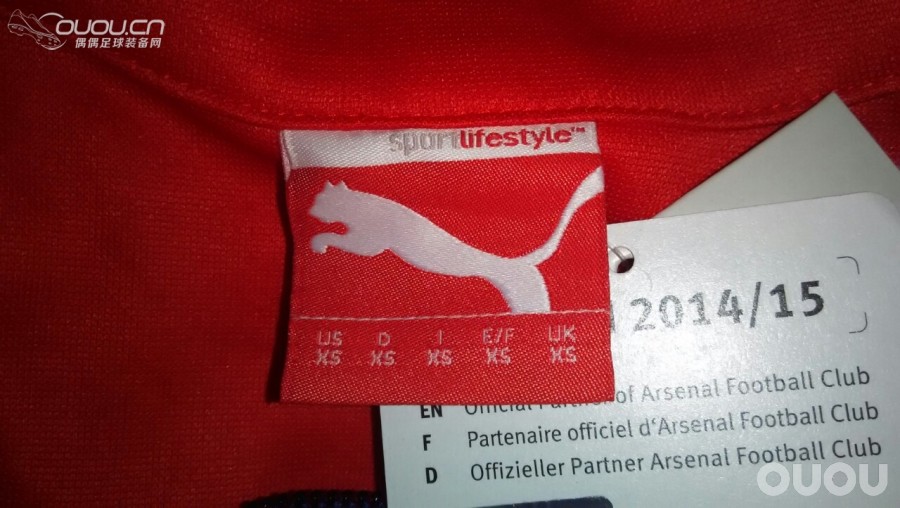 OUOU.CN
偶偶足球装备网
sportlifestyle™
US D I E/F UK
XS XS XS XS XS
2014/15
EN Official Partner of Arsenal Football Club
F Partenaire officiel d'Arsenal Football Club
D Offizieller Partner Arsenal Football Club
OUOU